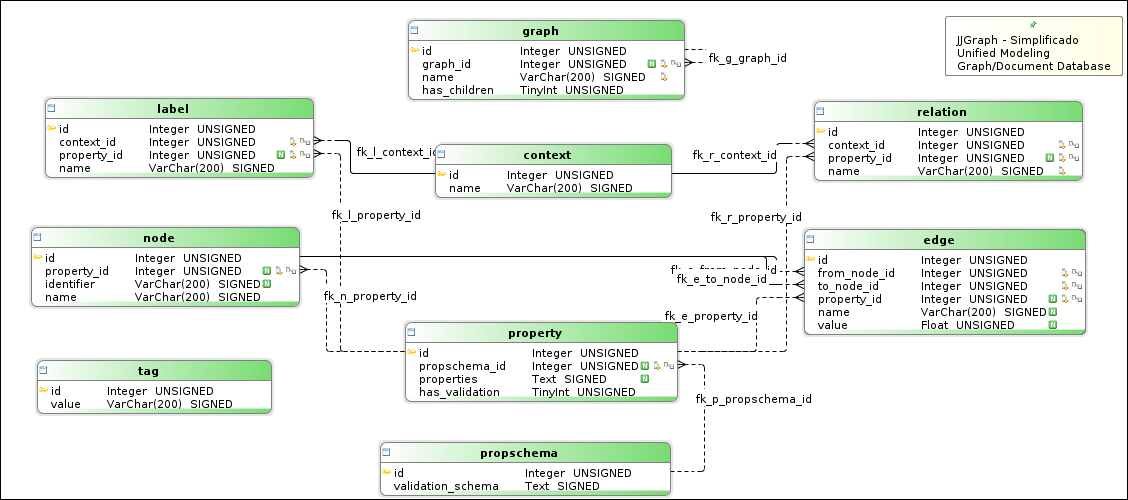 graph
id Integer UNSIGNED
graph_id Integer UNSIGNED N
name VarChar(200) SIGNED
has_children TinyInt UNSIGNED
fk_g_graph_id
JJGraph - Simplificado
Unified Modeling
Graph/Document Database
label
id Integer UNSIGNED
context_id Integer UNSIGNED
property_id Integer UNSIGNED N
name VarChar(200) SIGNED
fk_l_context_id
context
id Integer UNSIGNED
name VarChar(200) SIGNED
fk_r_context_id
relation
id Integer UNSIGNED
context_id Integer UNSIGNED
property_id Integer UNSIGNED N
name VarChar(200) SIGNED
fk_l_property_id
fk_r_property_id
node
id Integer UNSIGNED
property_id Integer UNSIGNED N
identifier VarChar(200) SIGNED N
name VarChar(200) SIGNED
fk_e_to_node_id
edge
id Integer UNSIGNED
from_node_id Integer UNSIGNED
to_node_id Integer UNSIGNED
property_id Integer UNSIGNED N
name VarChar(200) SIGNED N
value Float UNSIGNED N
fk_n_property_id
fk_e_property_id
property
id Integer UNSIGNED
propschema_id Integer UNSIGNED N
properties Text SIGNED N
has_validation TinyInt UNSIGNED
fk_p_propschema_id
tag
id Integer UNSIGNED
value VarChar(200) SIGNED
propschema
id Integer UNSIGNED
validation_schema Text SIGNED